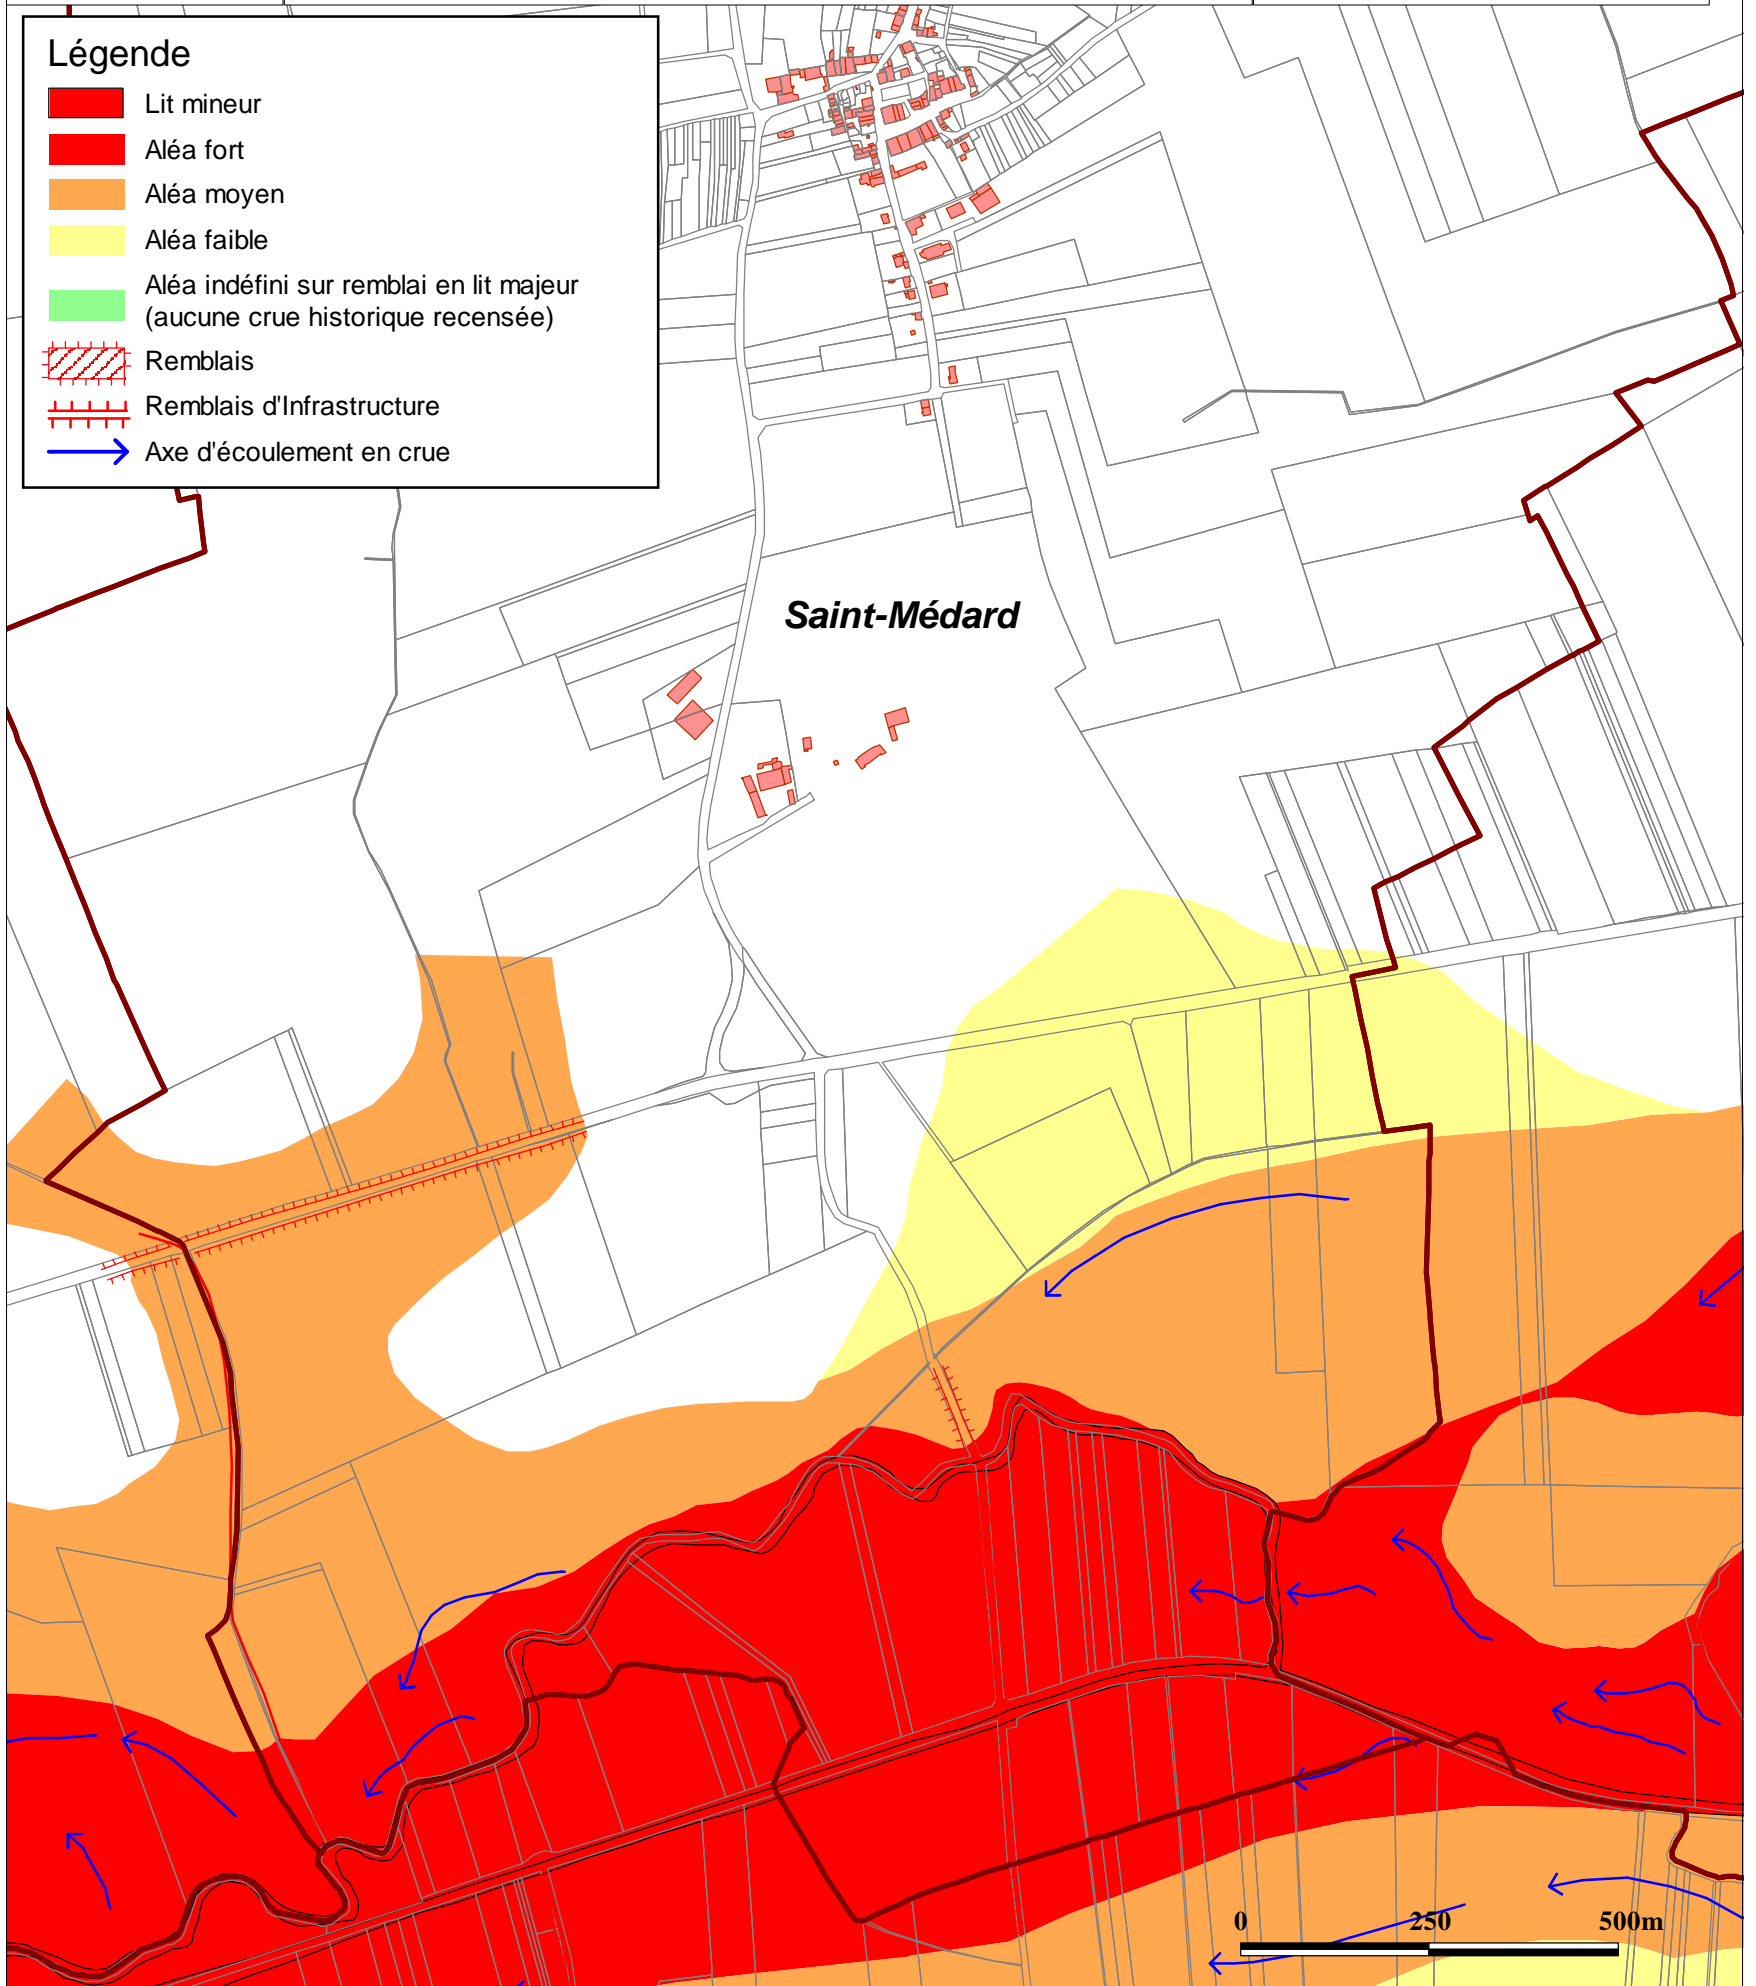 Légende
Lit mineur
Aléa fort
Aléa moyen
Aléa faible
Aléa indéfini sur remblai en lit majeur
(aucune crue historique recensée)
Remblais
Remblais d'Infrastructure
Axe d'écoulement en crue
Saint-Médard
0 250 500m